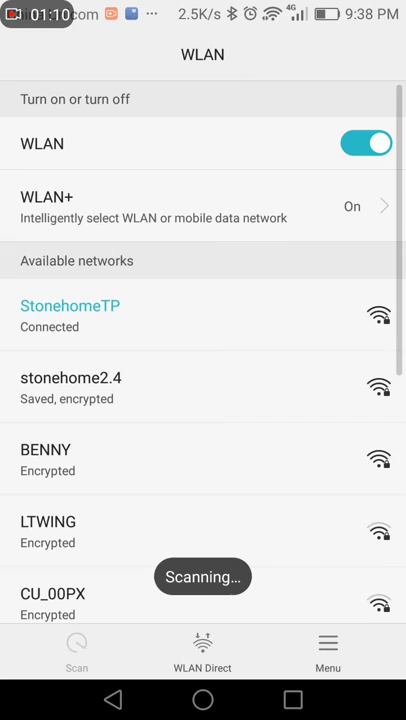 01:10
com
... 2.5K/s 4G 9:38 PM
WLAN
Turn on or turn off
WLAN
WLAN+
Intelligently select WLAN or mobile data network
On
Available networks
StonehomeTP
Connected
stonehome2.4
Saved, encrypted
BENNY
Encrypted
LTWING
Encrypted
Scanning...
CU_00PX
Encrypted
Scan
WLAN Direct
Menu